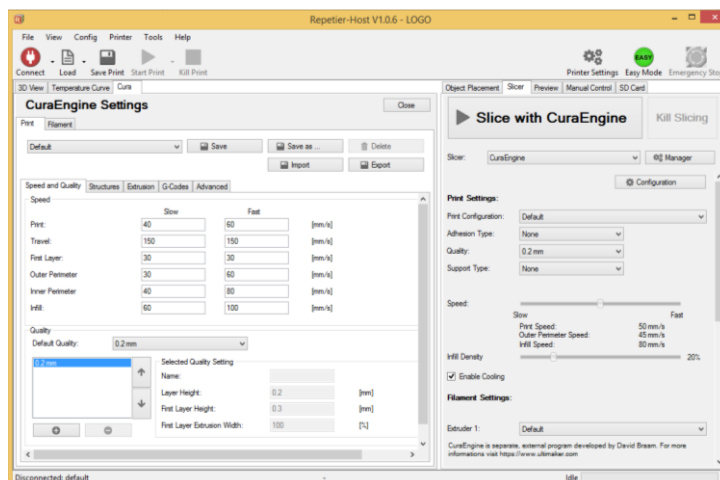 Repetier-Host V1.0.6 - LOGO
File View Config Printer Tools Help
Connect Load Save Print Start Print Kill Print Printer Settings Easy Mode Emergency Sto
EASY
3D View Temperature Curve Cura
CuraEngine Settings
Close
Print Filament
Default Save Save as ... Delete
Import Export
Speed and Quality Structures Extrusion G-Codes Advanced
Speed
Slow Fast
Print: 40 60 [mm/s]
Travel: 150 150 [mm/s]
First Layer: 30 30 [mm/s]
Outer Perimeter 30 60 [mm/s]
Inner Perimeter 40 80 [mm/s]
Infill: 60 100 [mm/s]
Quality
Default Quality: 0.2 mm
0.2 mm
Selected Quality Setting
Name:
Layer Height: 0.2 [mm]
First Layer Height: 0.3 [mm]
First Layer Extrusion Width: 100 [%]
Object Placement Slicer Preview Manual Control SD Card
Slice with CuraEngine
Kill Slicing
Slicer: CuraEngine Manager
Configuration
Print Settings:
Print Configuration: Default
Adhesion Type: None
Quality: 0.2 mm
Support Type: None
Speed:
Slow Fast
Print Speed: 50 mm/s
Outer Perimeter Speed: 45 mm/s
Infill Speed: 80 mm/s
Infill Density 20%
Enable Cooling
Filament Settings:
Extruder 1: Default
CuraEngine is separate, external program developed by David Braam. For more
informations visit https://www.ultimaker.com
Disconnected: default - Idle